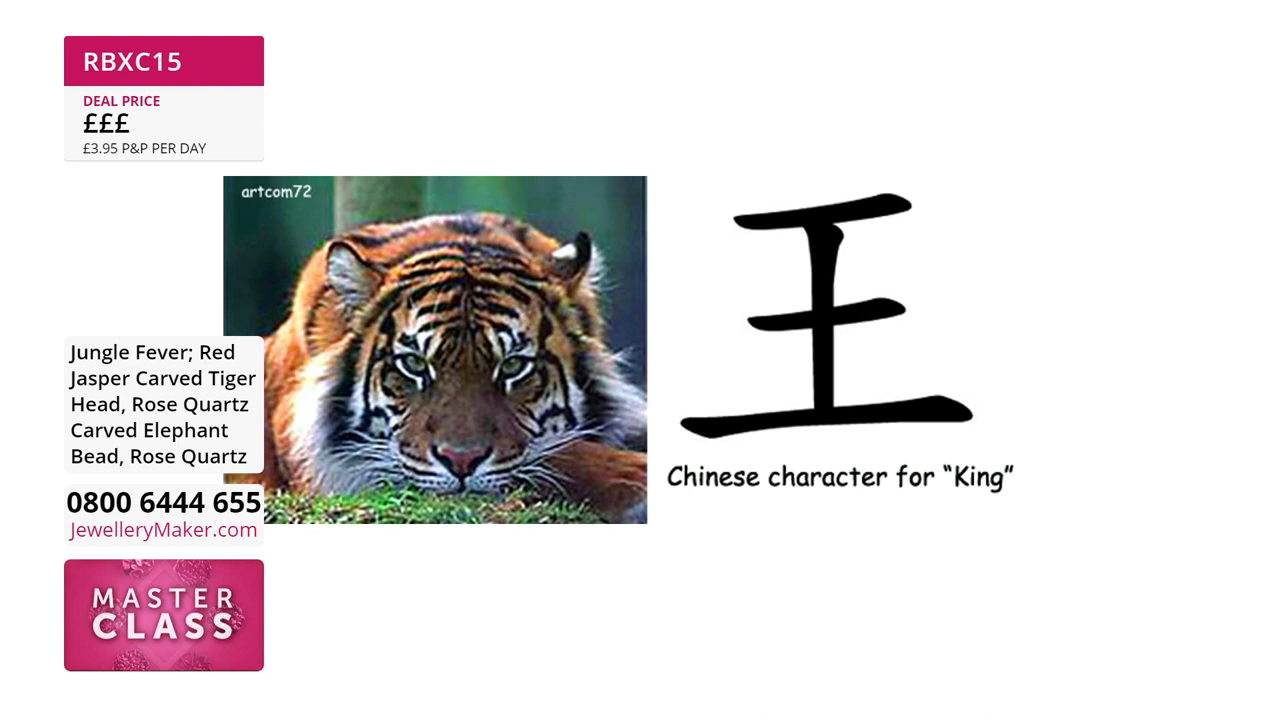 RBXC15
DEAL PRICE
£££
£3.95 P&P PER DAY
artcom72
王
Chinese character for “King”
Jungle Fever; Red
Jasper Carved Tiger
Head, Rose Quartz
Carved Elephant
Bead, Rose Quartz
0800 6444 655
JewelleryMaker.com
MASTER
CLASS